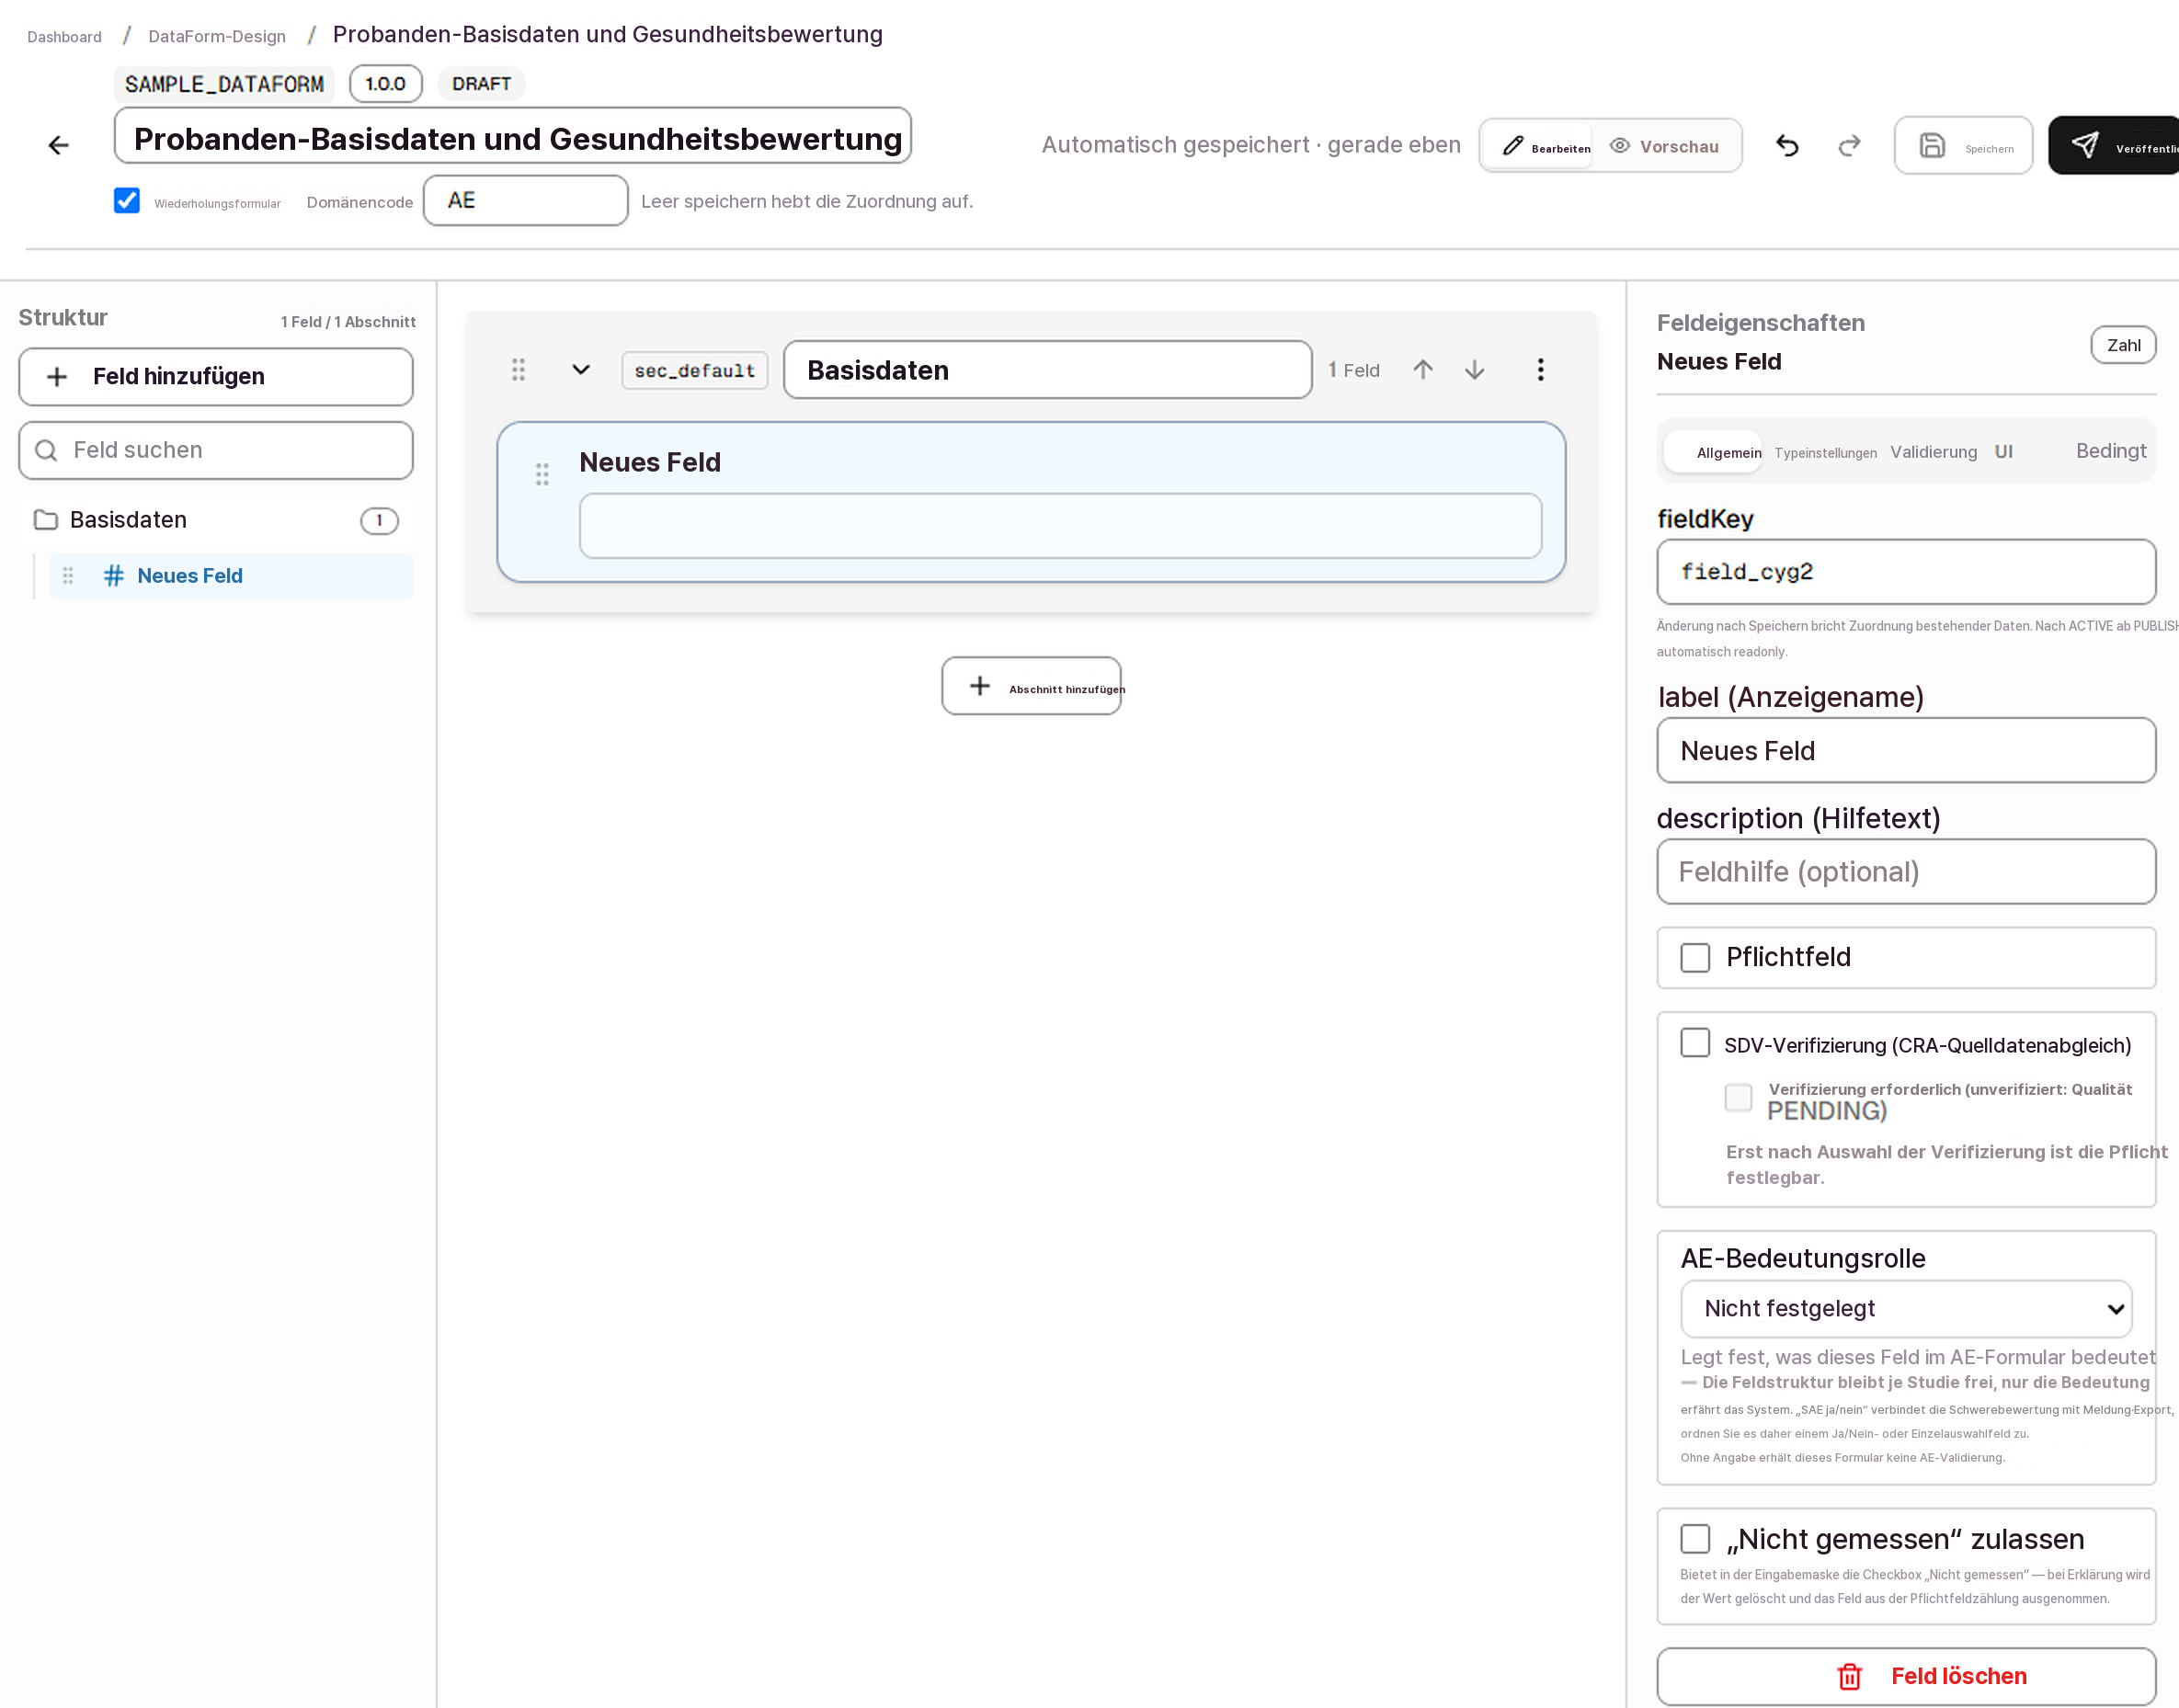 Dashboard / DataForm-Design / Probanden-Basisdaten und Gesundheitsbewertung
SAMPLE_DATAFORM 1.0.0 DRAFT
Probanden-Basisdaten und Gesundheitsbewertung
Automatisch gespeichert · gerade eben
Bearbeiten
Vorschau
Speichern
Veröffentlic
Wiederholungsformular
Domänencode
AE
Leer speichern hebt die Zuordnung auf.
Struktur
1 Feld / 1 Abschnitt
Feld hinzufügen
Feld suchen
Basisdaten
1
Neues Feld
sec_default
Basisdaten
1 Feld
Neues Feld
Abschnitt hinzufügen
Feldeigenschaften
Neues Feld
Zahl
Allgemein Typeinstellungen Validierung UI Bedingt
fieldKey
field_cyg2
Änderung nach Speichern bricht Zuordnung bestehender Daten. Nach ACTIVE ab PUBLISH
automatisch readonly.
label (Anzeigename)
Neues Feld
description (Hilfetext)
Feldhilfe (optional)
Pflichtfeld
SDV-Verifizierung (CRA-Quelldatenabgleich)
Verifizierung erforderlich (unverifiziert: Qualität
PENDING)
Erst nach Auswahl der Verifizierung ist die Pflicht
festlegbar.
AE-Bedeutungsrolle
Nicht festgelegt
Legt fest, was dieses Feld im AE-Formular bedeutet
— Die Feldstruktur bleibt je Studie frei, nur die Bedeutung
erfährt das System. „SAE ja/nein“ verbindet die Schwerebewertung mit Meldung·Export,
ordnen Sie es daher einem Ja/Nein- oder Einzelauswahlfeld zu.
Ohne Angabe erhält dieses Formular keine AE-Validierung.
„Nicht gemessen“ zulassen
Bietet in der Eingabemaske die Checkbox „Nicht gemessen“ — bei Erklärung wird
der Wert gelöscht und das Feld aus der Pflichtfeldzählung ausgenommen.
Feld löschen